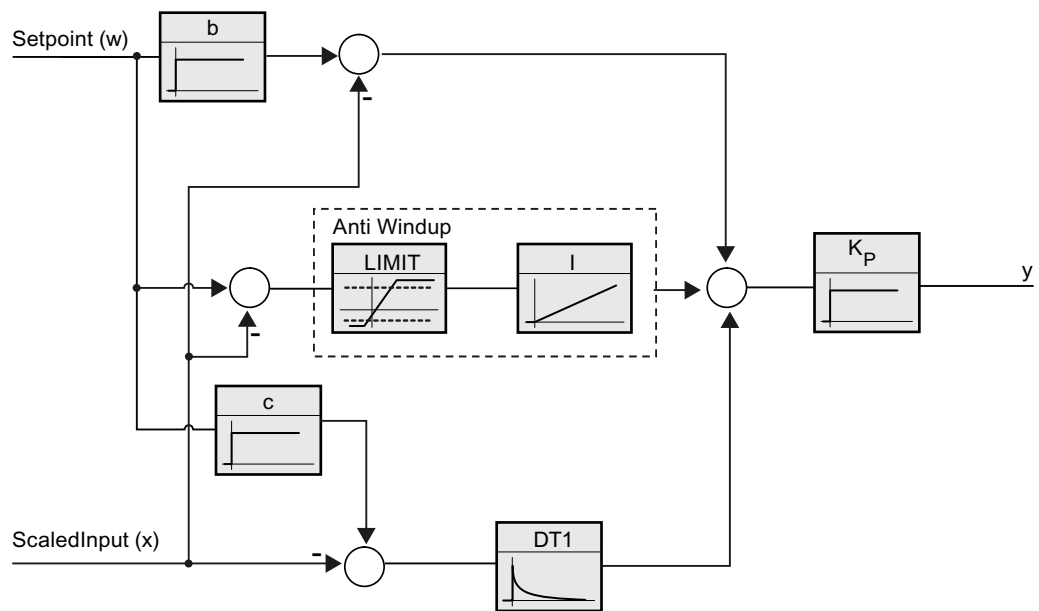 b
Setpoint (w)
-
Anti Windup
LIMIT
I
K_P
y
-
c
ScaledInput (x)
-
DT1